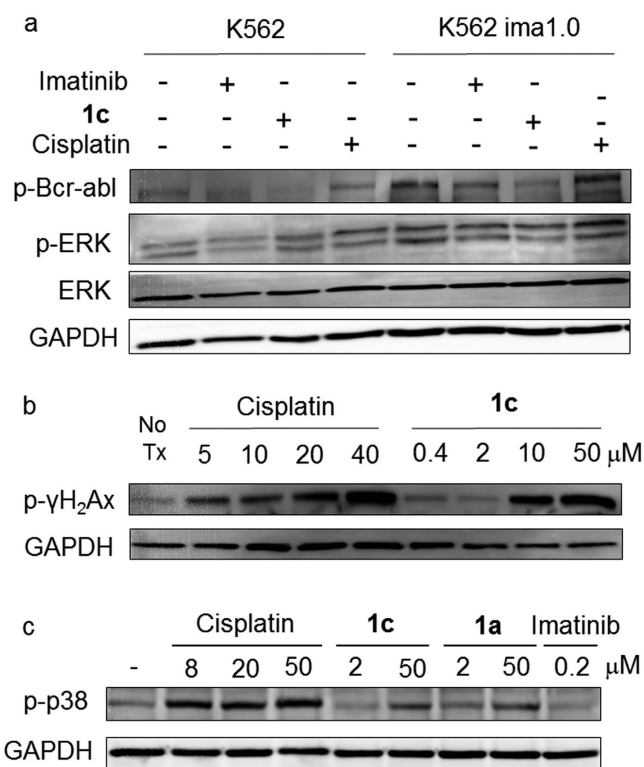 a
K562 K562 ima1.0
Imatinib - + - - - + - -
1c - - + - - - + -
Cisplatin - - - + - - - +
p-Bcr-abl
p-ERK
ERK
GAPDH
b
No Tx Cisplatin 1c
5 10 20 40 0.4 2 10 50 μM
p-γH₂Ax
GAPDH
c
Cisplatin 1c 1a Imatinib
- 8 20 50 2 50 2 50 0.2 μM
p-p38
GAPDH